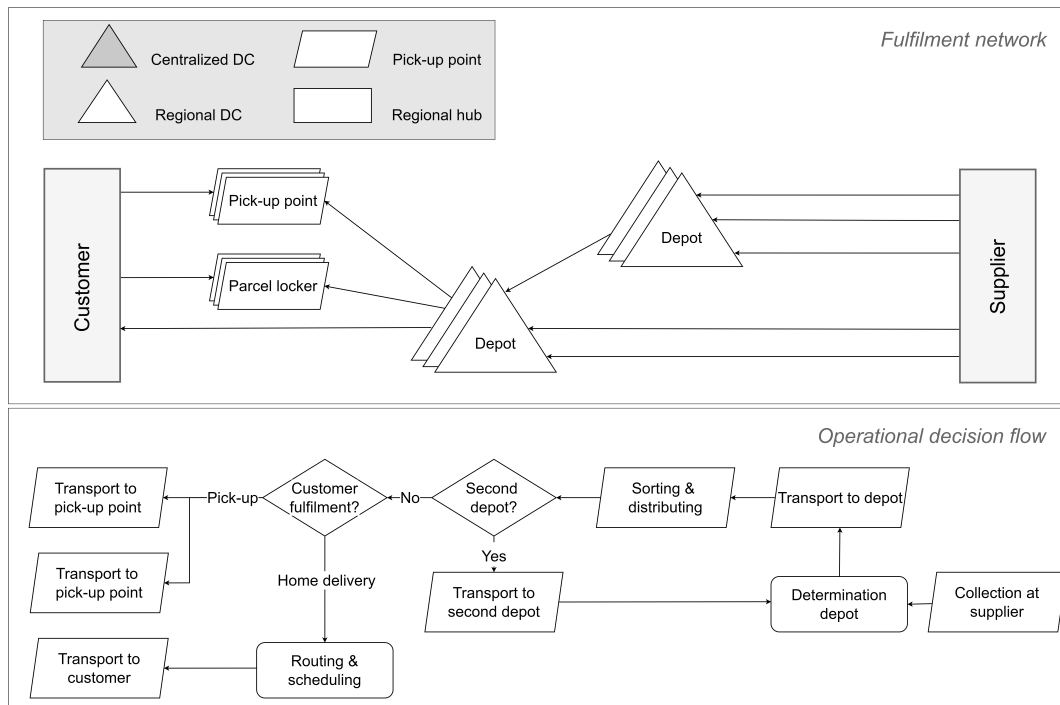 Fulfilment network
Centralized DC
Pick-up point
Regional DC
Regional hub
Customer
Pick-up point
Parcel locker
Depot
Depot
Supplier
Operational decision flow
Transport to
pick-up point
Pick-up
Customer
fulfilment?
No
Second
depot?
Sorting &
distributing
Transport to depot
Yes
Transport to
pick-up point
Home delivery
Transport to
second depot
Determination
depot
Collection at
supplier
Transport to
customer
Routing &
scheduling